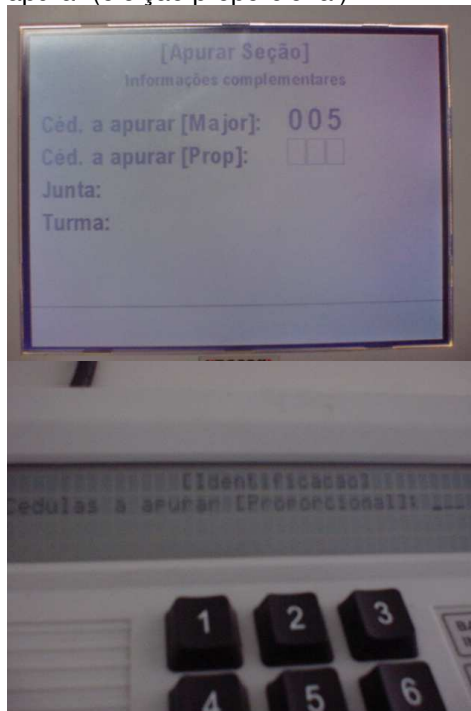 [Apurar Seção]
Informações complementares
Céd. a apurar [Major]: 005
Céd. a apurar [Prop]:
Junta:
Turma:
[Identificacao]
Cedulas a apurar [Proporcional]: ___
1 2 3
4 5 6